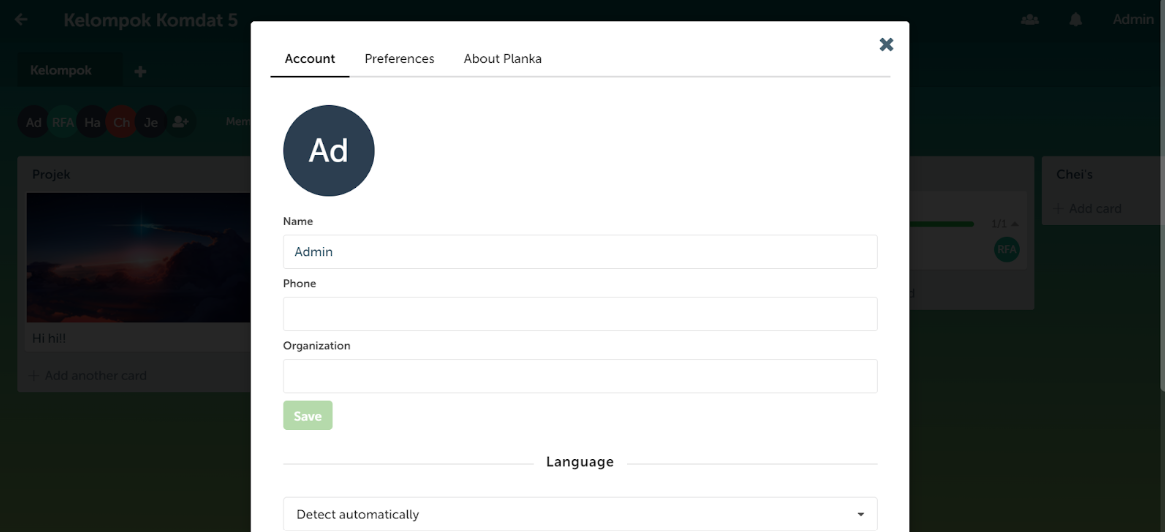 Kelompok Komdat 5
Admin
Kelompok
Ad RFA Ha Ch Je
Mem
Projek
Hi hi!!
+ Add another card
Account Preferences About Planka
Ad
Name
Admin
Phone
Organization
Save
Language
Detect automatically
1/1
RFA
d
Chei's
+ Add card